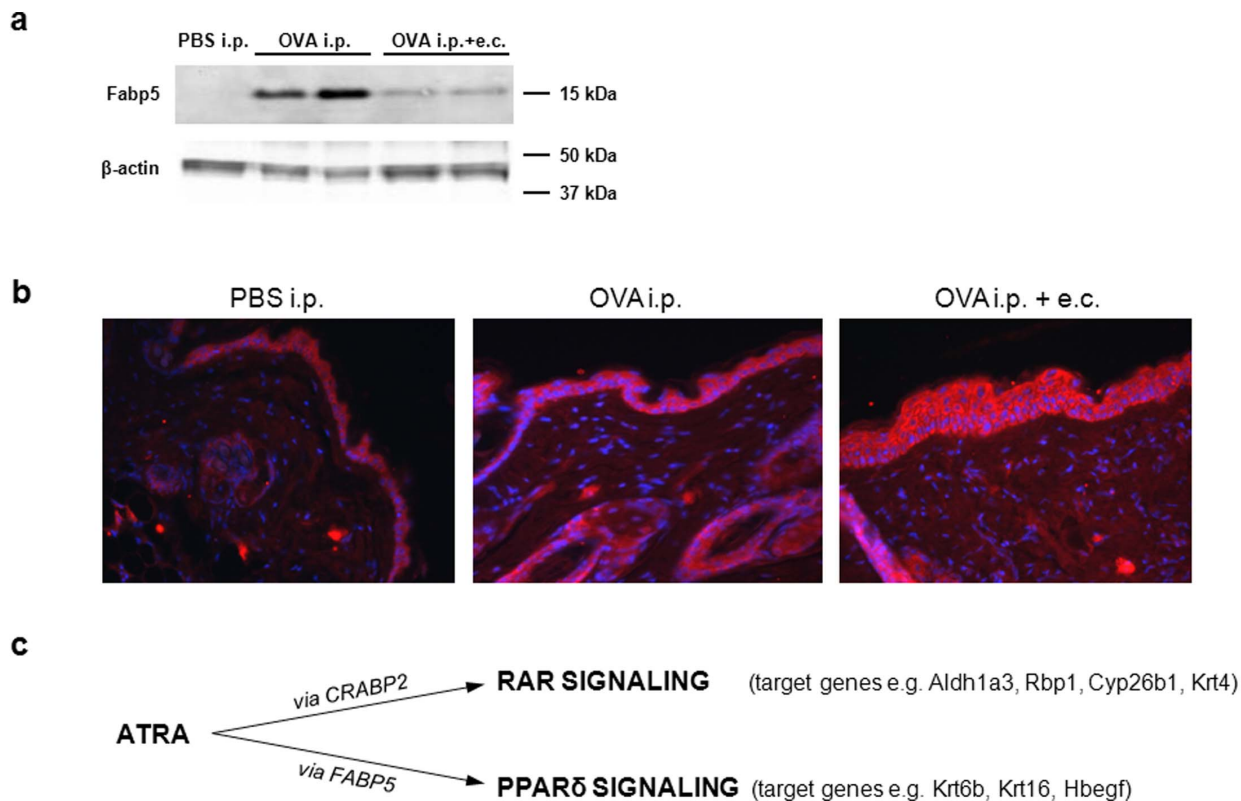 a
PBS i.p. OVA i.p. OVA i.p.+e.c.
Fabp5 15 kDa
50 kDa
β-actin
37 kDa
b
PBS i.p. OVA i.p. OVA i.p. + e.c.
c
via CRABP2 RAR SIGNALING (target genes e.g. Aldh1a3, Rbp1, Cyp26b1, Krt4)
ATRA
via FABP5 PPARδ SIGNALING (target genes e.g. Krt6b, Krt16, Hbegf)